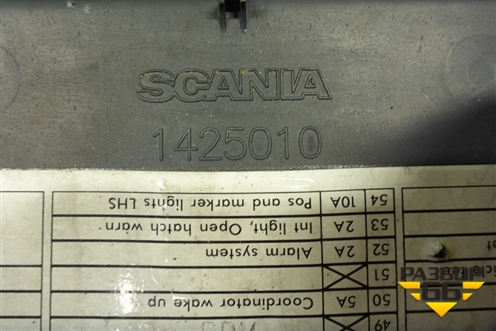 SCANIA
1425010
54 10A Pos and marker lights LHS
53 2A Int light, Open hatch warn.
52 2A Alarm system
51
50 5A Coordinator wake up
49
РАЗБОР
66